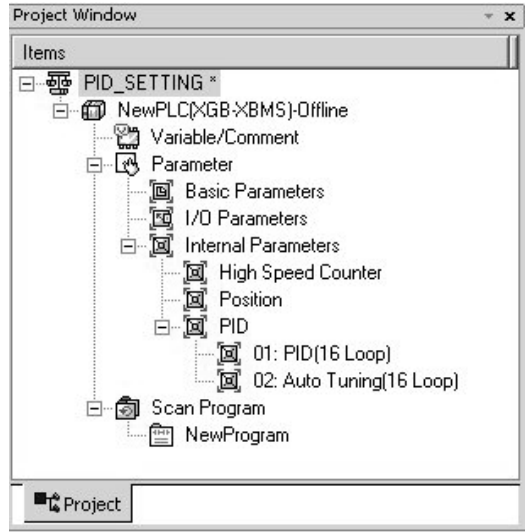 Project Window
Items
PID_SETTING *
NewPLC(XGB-XBMS)-Offline
Variable/Comment
Parameter
Basic Parameters
I/O Parameters
Internal Parameters
High Speed Counter
Position
PID
01: PID(16 Loop)
02: Auto Tuning(16 Loop)
Scan Program
NewProgram
Project